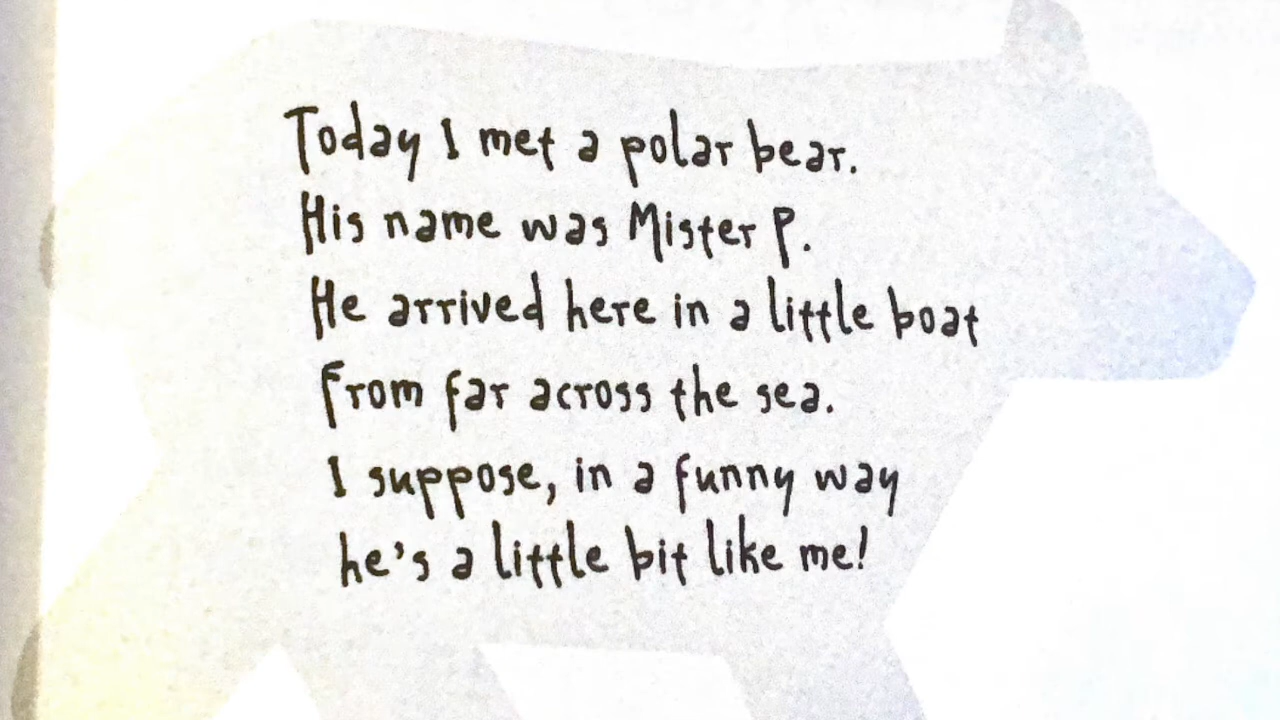 Today I met a polar bear.
His name was Mister P.
He arrived here in a little boat
from far across the sea.
I suppose, in a funny way
he's a little bit like me!